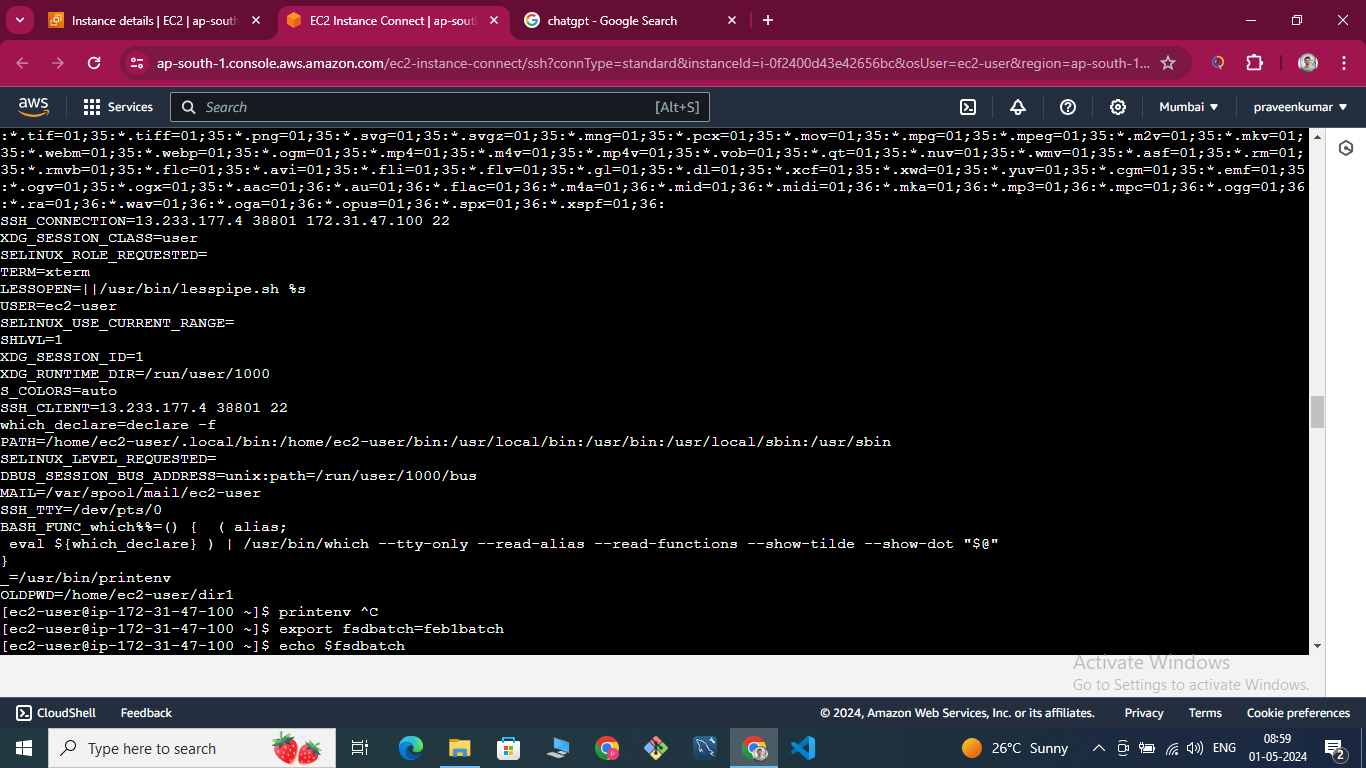 Instance details | EC2 | ap-south
EC2 Instance Connect | ap-sout
chatgpt - Google Search
ap-south-1.console.aws.amazon.com/ec2-instance-connect/ssh?connType=standard&instanceId=i-0f2400d43e42656bc&osUser=ec2-user&region=ap-south-1...
aws
Services
Search
[Alt+S]
Mumbai
praveenkumar
:*.tif=01;35:*.tiff=01;35:*.png=01;35:*.svg=01;35:*.svgz=01;35:*.mng=01;35:*.pcx=01;35:*.mov=01;35:*.mpg=01;35:*.mpeg=01;35:*.m2v=01;35:*.mkv=01;
35:*.webm=01;35:*.webp=01;35:*.ogm=01;35:*.mp4=01;35:*.m4v=01;35:*.mp4v=01;35:*.vob=01;35:*.qt=01;35:*.nuv=01;35:*.wmv=01;35:*.asf=01;35:*.rm=01;
35:*.rmvb=01;35:*.flc=01;35:*.avi=01;35:*.fli=01;35:*.flv=01;35:*.gl=01;35:*.dl=01;35:*.xcf=01;35:*.xwd=01;35:*.yuv=01;35:*.cgm=01;35:*.emf=01;35
:*.ogv=01;35:*.ogx=01;35:*.aac=01;36:*.au=01;36:*.flac=01;36:*.m4a=01;36:*.mid=01;36:*.midi=01;36:*.mka=01;36:*.mp3=01;36:*.mpc=01;36:*.ogg=01;36
:*.ra=01;36:*.wav=01;36:*.oga=01;36:*.opus=01;36:*.spx=01;36:*.xspf=01;36:
SSH_CONNECTION=13.233.177.4 38801 172.31.47.100 22
XDG_SESSION_CLASS=user
SELINUX_ROLE_REQUESTED=
TERM=xterm
LESSOPEN=||/usr/bin/lesspipe.sh %s
USER=ec2-user
SELINUX_USE_CURRENT_RANGE=
SHLVL=1
XDG_SESSION_ID=1
XDG_RUNTIME_DIR=/run/user/1000
S_COLORS=auto
SSH_CLIENT=13.233.177.4 38801 22
which_declare=declare -f
PATH=/home/ec2-user/.local/bin:/home/ec2-user/bin:/usr/local/bin:/usr/bin:/usr/local/sbin:/usr/sbin
SELINUX_LEVEL_REQUESTED=
DBUS_SESSION_BUS_ADDRESS=unix:path=/run/user/1000/bus
MAIL=/var/spool/mail/ec2-user
SSH_TTY=/dev/pts/0
BASH_FUNC_which%%=() {  ( alias;
 eval ${which_declare} ) | /usr/bin/which --tty-only --read-alias --read-functions --show-tilde --show-dot "$@"
}
_=/usr/bin/printenv
OLDPWD=/home/ec2-user/dir1
[ec2-user@ip-172-31-47-100 ~]$ printenv ^C
[ec2-user@ip-172-31-47-100 ~]$ export fsdbatch=feb1batch
[ec2-user@ip-172-31-47-100 ~]$ echo $fsdbatch
Activate Windows
Go to Settings to activate Windows.
CloudShell
Feedback
© 2024, Amazon Web Services, Inc. or its affiliates.
Privacy
Terms
Cookie preferences
Type here to search
26°C Sunny
ENG
08:59
01-05-2024
2